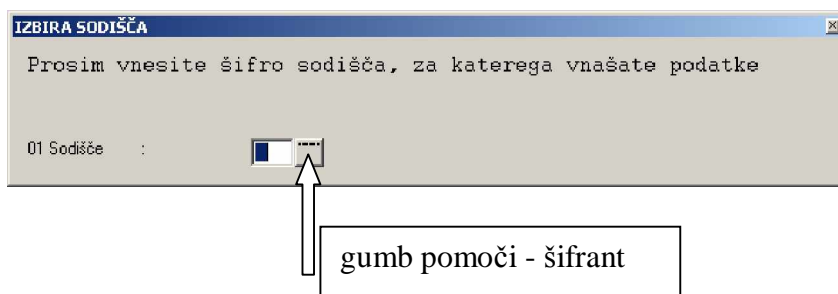 IZBIRA SODIŠČA
Prosim vnesite šifro sodišča, za katerega vnašate podatke
01 Sodišče :
gumb pomoči - šifrant